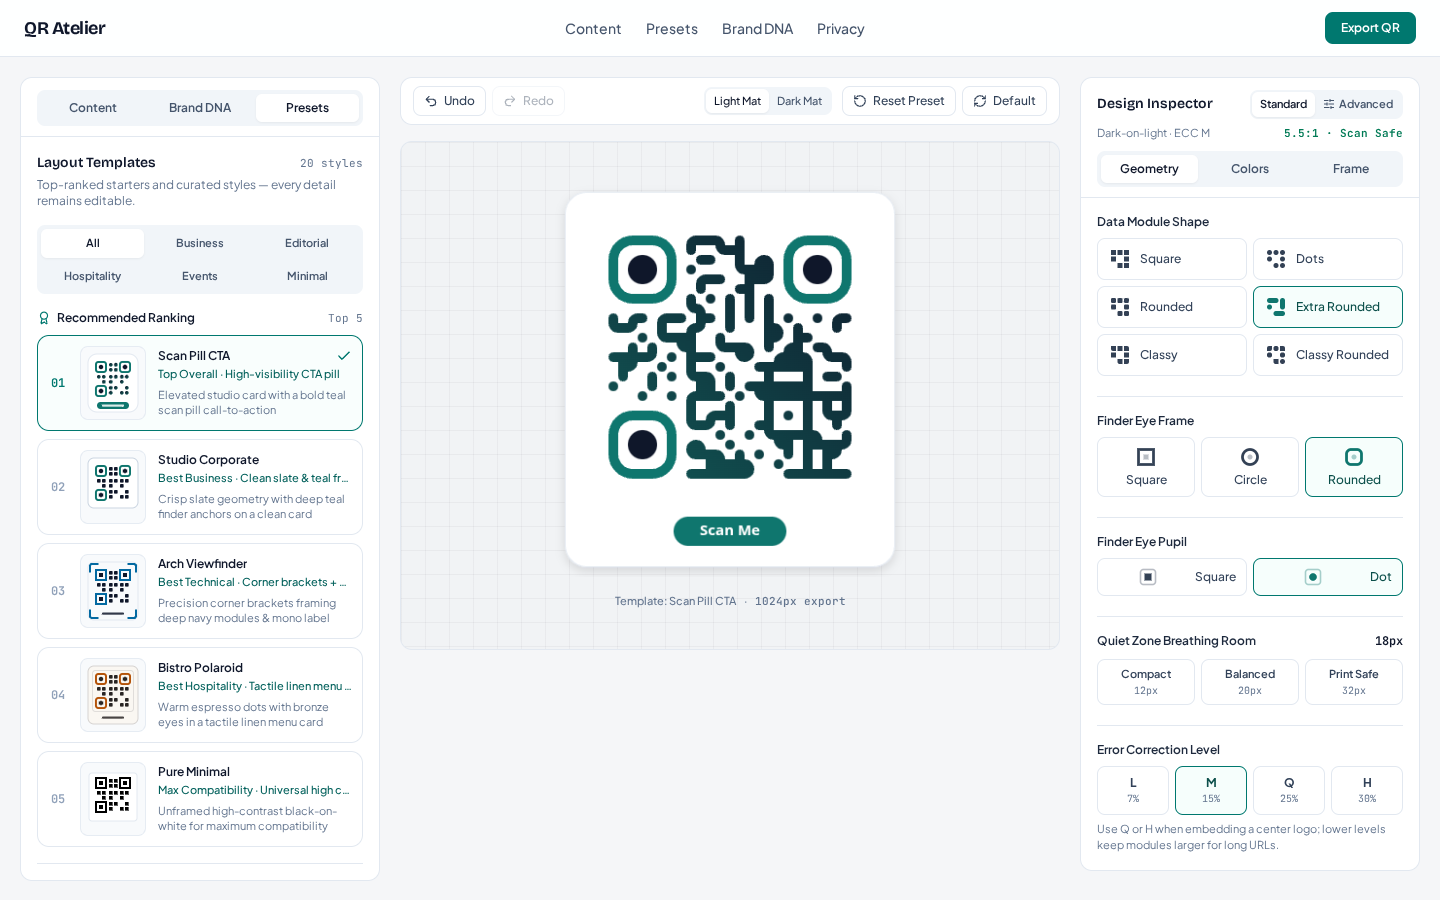 QR Atelier
Content
Presets
Brand DNA
Privacy
Export QR
Content
Brand DNA
Presets
Layout Templates
20 styles
Top-ranked starters and curated styles — every detail
remains editable.
All
Business
Editorial
Hospitality
Events
Minimal
Recommended Ranking
Top 5
01
Scan Pill CTA
Top Overall · High-visibility CTA pill
Elevated studio card with a bold teal
scan pill call-to-action
02
Studio Corporate
Best Business · Clean slate & teal fr...
Crisp slate geometry with deep teal
finder anchors on a clean card
03
Arch Viewfinder
Best Technical · Corner brackets + ...
Precision corner brackets framing
deep navy modules & mono label
04
Bistro Polaroid
Best Hospitality · Tactile linen menu ...
Warm espresso dots with bronze
eyes in a tactile linen menu card
05
Pure Minimal
Max Compatibility · Universal high c...
Unframed high-contrast black-on-
white for maximum compatibility
Undo
Redo
Light Mat
Dark Mat
Reset Preset
Default
Scan Me
Template: Scan Pill CTA · 1024px export
Design Inspector
Standard
Advanced
Dark-on-light · ECC M
5.5:1 · Scan Safe
Geometry
Colors
Frame
Data Module Shape
Square
Dots
Rounded
Extra Rounded
Classy
Classy Rounded
Finder Eye Frame
Square
Circle
Rounded
Finder Eye Pupil
Square
Dot
Quiet Zone Breathing Room
18px
Compact
12px
Balanced
20px
Print Safe
32px
Error Correction Level
L
7%
M
15%
Q
25%
H
30%
Use Q or H when embedding a center logo; lower levels
keep modules larger for long URLs.